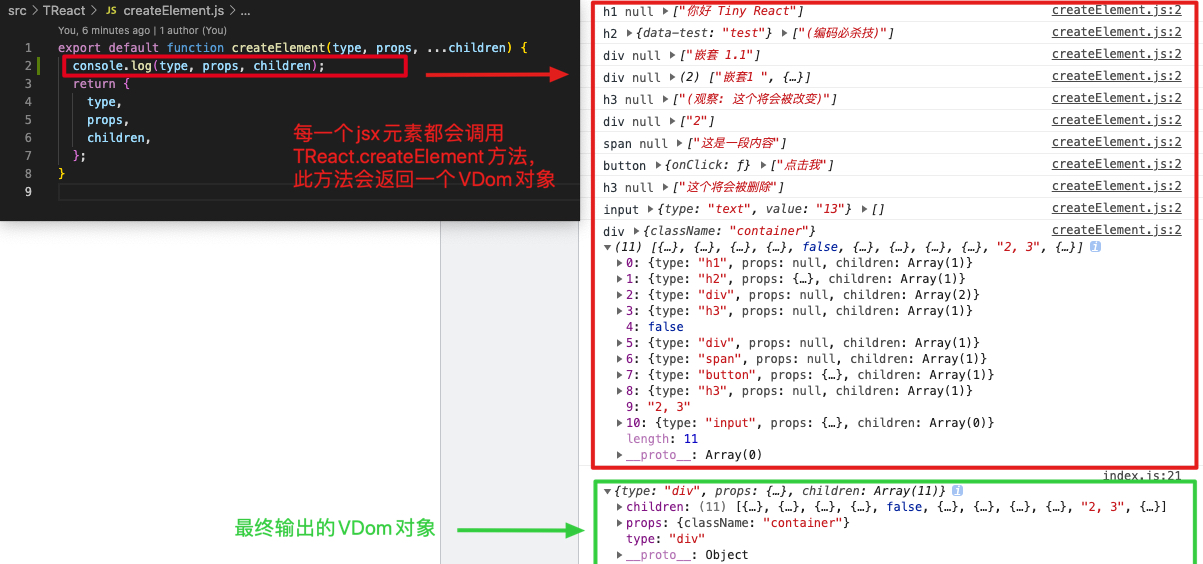 src > TReact > JS createElement.js > ...
You, 6 minutes ago | 1 author (You)
1 export default function createElement(type, props, ...children) {
2 console.log(type, props, children);
3 return {
4 type,
5 props,
6 children,
7 };
8 }
9
每一个 jsx 元素都会调用
TReact.createElement 方法，
此方法会返回一个 VDom 对象
h1 null ▶["你好 Tiny React"] createElement.js:2
h2 ▶{data-test: "test"} ▶["(编码必杀技)"] createElement.js:2
div null ▶["嵌套 1.1"] createElement.js:2
div null ▶(2) ["嵌套1 ", {…}] createElement.js:2
h3 null ▶["(观察: 这个将会被改变)"] createElement.js:2
div null ▶["2"] createElement.js:2
span null ▶["这是一段内容"] createElement.js:2
button ▶{onClick: ƒ} ▶["点击我"] createElement.js:2
h3 null ▶["这个将会被删除"] createElement.js:2
input ▶{type: "text", value: "13"} ▶[] createElement.js:2
div ▶{className: "container"} createElement.js:2
▼(11) [{…}, {…}, {…}, {…}, false, {…}, {…}, {…}, {…}, "2, 3", {…}] i
▶0: {type: "h1", props: null, children: Array(1)}
▶1: {type: "h2", props: {…}, children: Array(1)}
▶2: {type: "div", props: null, children: Array(2)}
▶3: {type: "h3", props: null, children: Array(1)}
4: false
▶5: {type: "div", props: null, children: Array(1)}
▶6: {type: "span", props: null, children: Array(1)}
▶7: {type: "button", props: {…}, children: Array(1)}
▶8: {type: "h3", props: null, children: Array(1)}
9: "2, 3"
▶10: {type: "input", props: {…}, children: Array(0)}
length: 11
▶__proto__: Array(0)
index.js:21
▼{type: "div", props: {…}, children: Array(11)} i
▶children: (11) [{…}, {…}, {…}, {…}, false, {…}, {…}, {…}, {…}, "2, 3", {…}]
▶props: {className: "container"}
type: "div"
▶__proto__: Object
最终输出的 VDom 对象